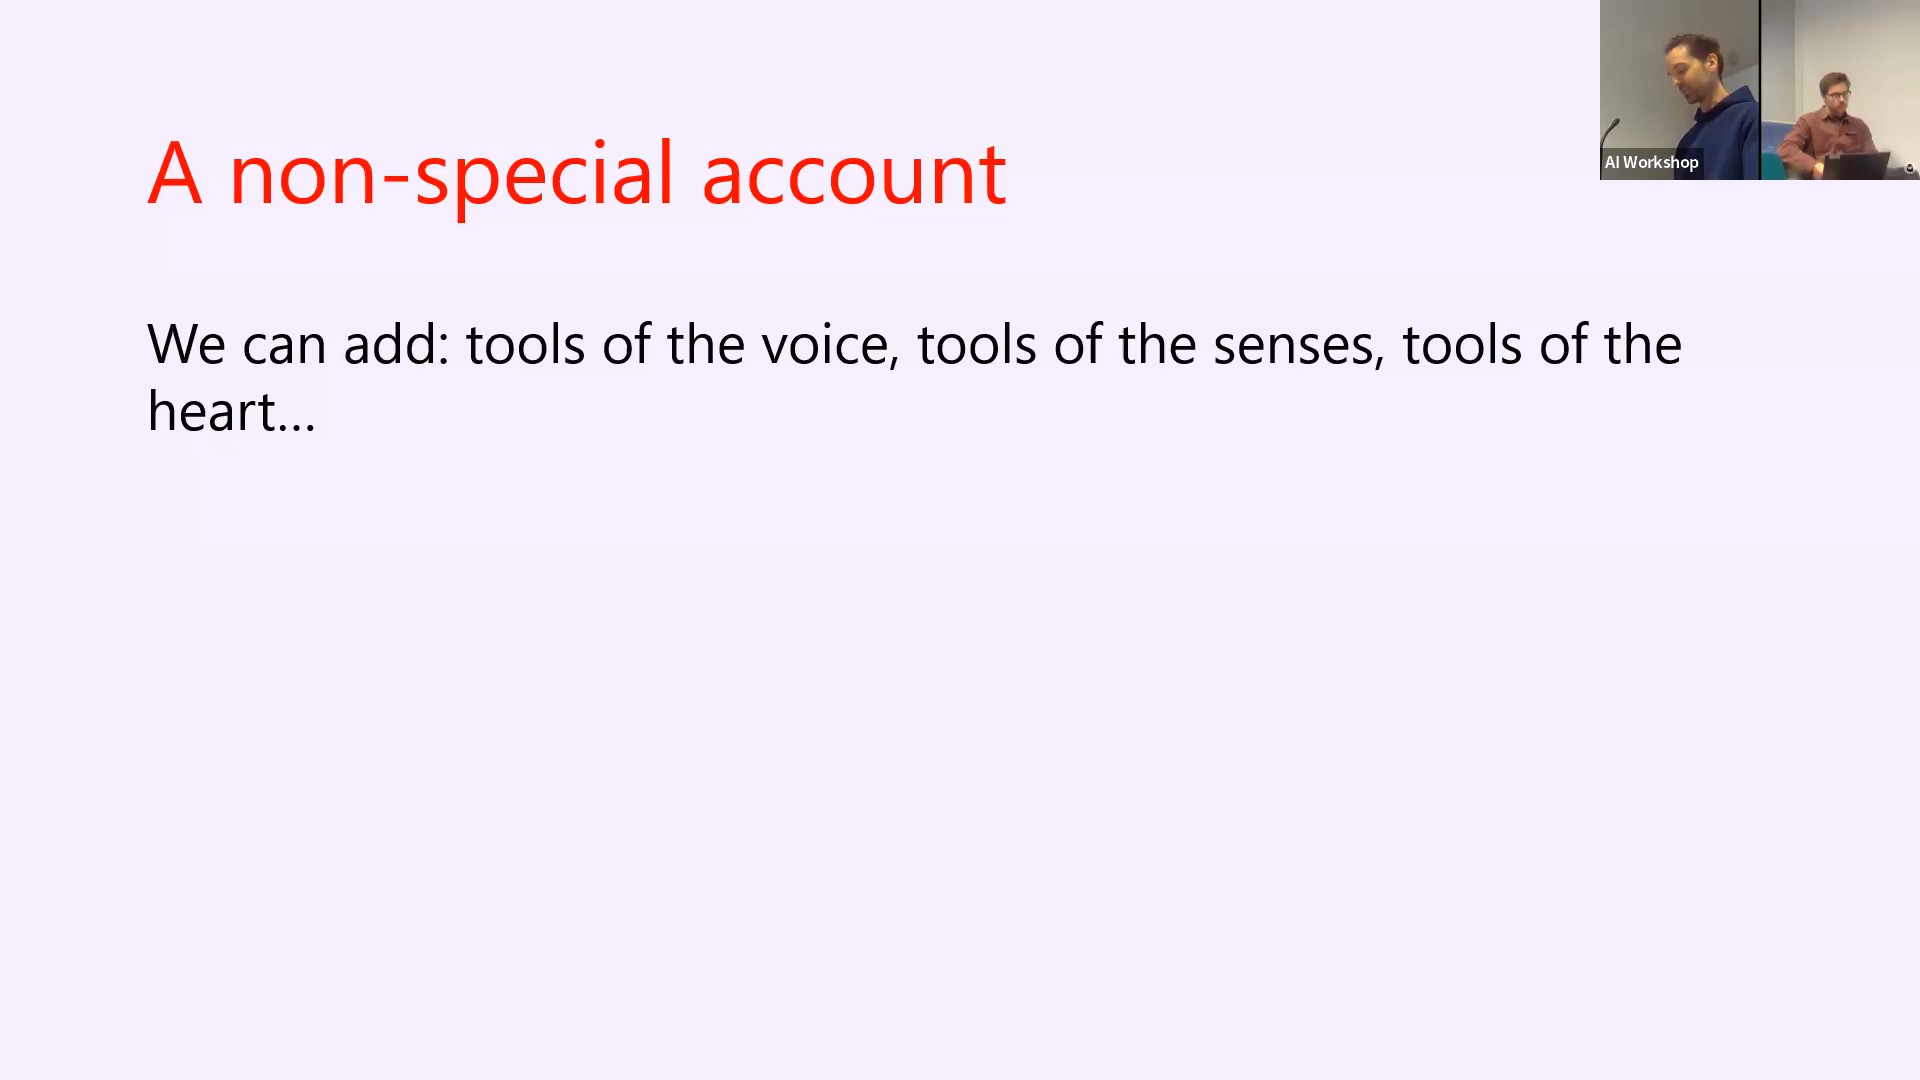 A non-special account
We can add: tools of the voice, tools of the senses, tools of the
heart...
AI Workshop